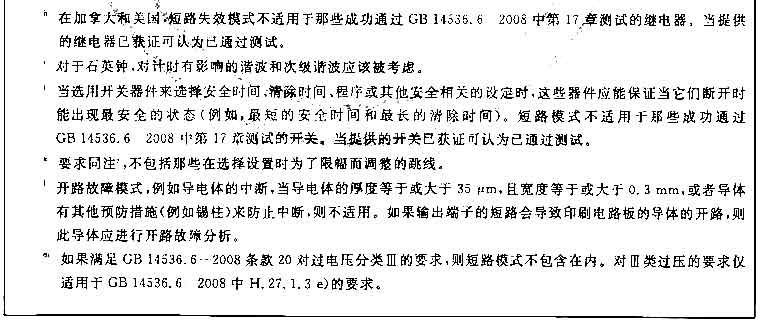 h 在加拿大和美国,短路失效模式不适用于那些成功通过 GB 14536.6—2008 中第 17 章测试的继电器。当提供
的继电器已获证可认为已通过测试。
i 对于石英钟,对计时有影响的谐波和次级谐波应该被考虑。
j 当选用开关器件来选择安全时间、清除时间、程序或其他安全相关的设定时,这些器件应能保证当它们断开时
能出现最安全的状态(例如,最短的安全时间和最长的清除时间)。短路模式不适用于那些成功通过
GB 14536.6—2008 中第 17 章测试的开关。当提供的开关已获证可认为已通过测试。
k 要求同注j,不包括那些在选择设置时为了限幅而调整的跳线。
l 开路故障模式,例如导电体的中断,当导电体的厚度等于或大于 35 μm,且宽度等于或大于 0.3 mm,或者导体
有其他预防措施(例如锡柱)来防止中断,则不适用。如果输出端子的短路会导致印刷电路板的导体的开路,则
此导体应进行开路故障分析。
m 如果满足 GB 14536.6—2008 条款 20 对过电压分类Ⅲ的要求,则短路模式不包含在内。对Ⅲ类过压的要求仅
适用于 GB 14536.6—2008 中 H.27.1.3 e)的要求。